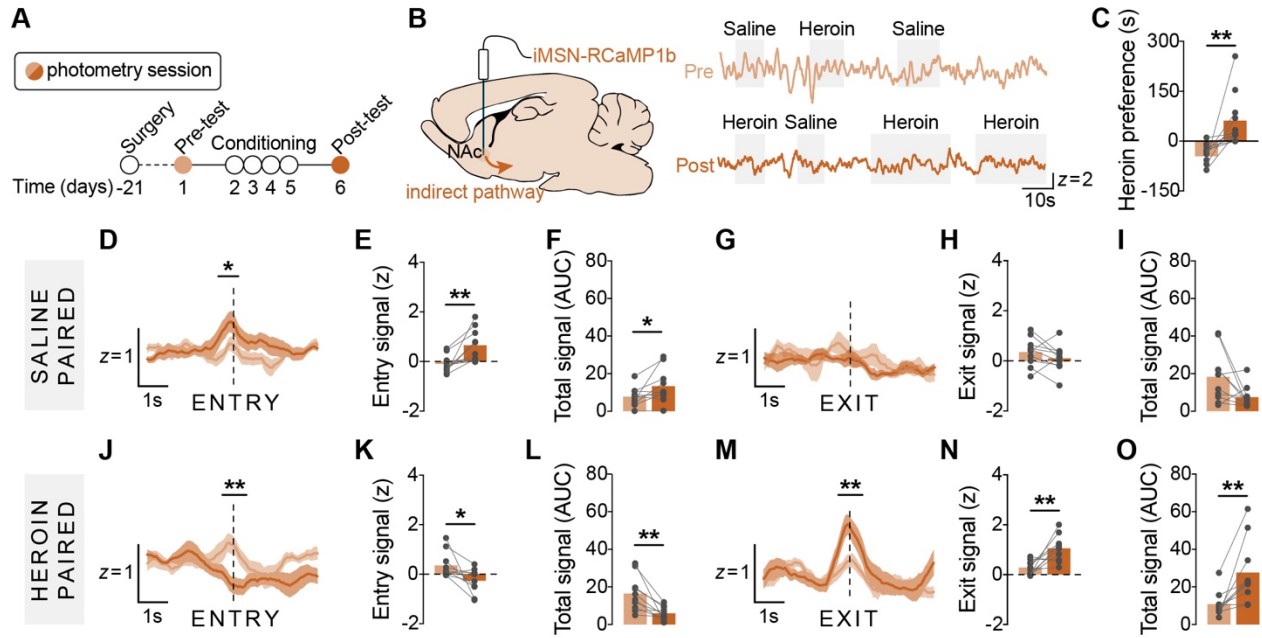 A
photometry session
Surgery
Pre-test
Conditioning
Post-test
Time (days) -21 1 2 3 4 5 6
B
iMSN-RCaMP1b
NAc
indirect pathway
Saline Heroin Saline
Pre
Heroin Saline Heroin Heroin
Post
z=2
10s
C
Heroin preference (s)
300
150
0
-150
**
SALINE
PAIRED
D
*
z=1
1s
ENTRY
E
Entry signal (z)
4
2
0
-2
**
F
Total signal (AUC)
80
60
40
20
0
*
G
z=1
1s
EXIT
H
Exit signal (z)
4
2
0
-2
I
Total signal (AUC)
80
60
40
20
0
HEROIN
PAIRED
J
**
z=1
1s
ENTRY
K
Entry signal (z)
4
2
0
-2
*
L
Total signal (AUC)
80
60
40
20
0
**
M
**
z=1
1s
EXIT
N
Exit signal (z)
4
2
0
-2
**
O
Total signal (AUC)
80
60
40
20
0
**